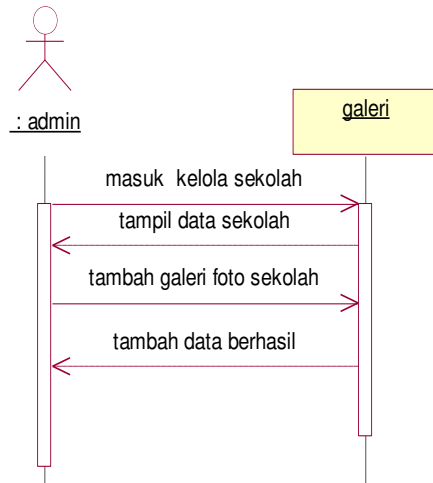 : admin
galeri
masuk kelola sekolah
tampil data sekolah
tambah galeri foto sekolah
tambah data berhasil